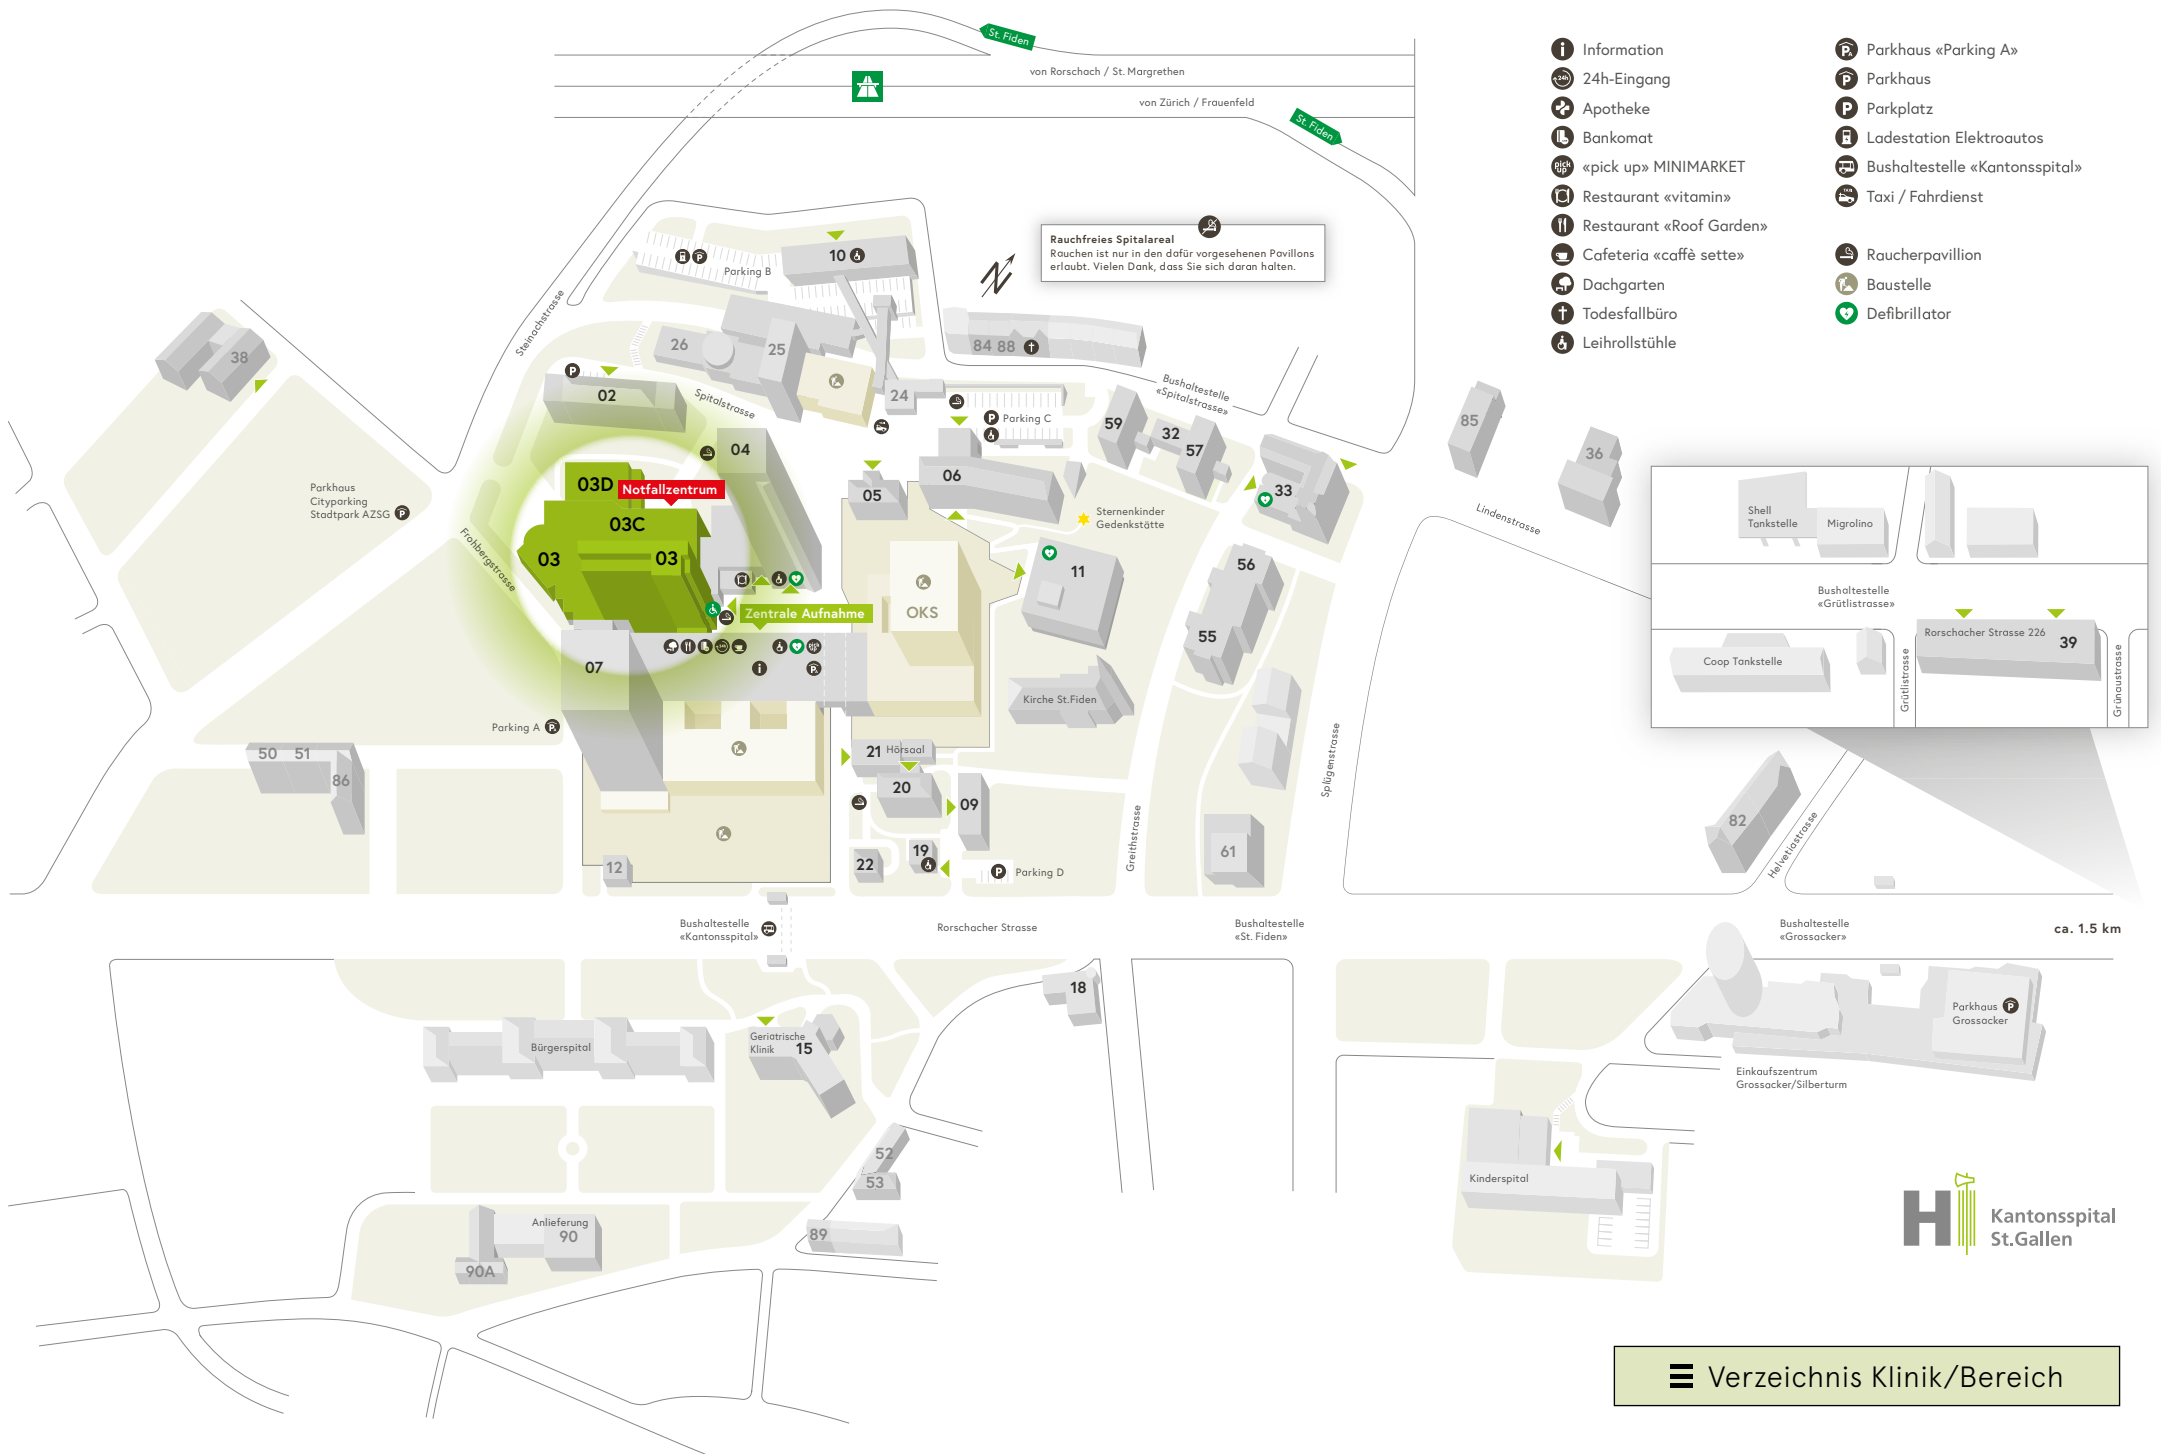 St. Fiden
von Rorschach / St. Margrethen
von Zürich / Frauenfeld
St. Fiden
Information
24h-Eingang
Apotheke
Bankomat
«pick up» MINIMARKET
Restaurant «vitamin»
Restaurant «Roof Garden»
Cafeteria «caffè sette»
Dachgarten
Todesfallbüro
Leihrollstühle
Parkhaus «Parking A»
Parkhaus
Parkplatz
Ladestation Elektroautos
Bushaltestelle «Kantonsspital»
Taxi / Fahrdienst
Raucherpavillion
Baustelle
Defibrillator
Rauchfreies Spitalareal
Rauchen ist nur in den dafür vorgesehenen Pavillons
erlaubt. Vielen Dank, dass Sie sich daran halten.
N
10
Parking B
Steinachstrasse
38
26
25
84 88
02
Spitalstrasse
24
Bushaltestelle
«Spitalstrasse»
Parking C
59
32
57
85
36
04
06
05
33
03D
Notfallzentrum
03C
03
03
Parkhaus
Cityparking
Stadtpark AZSG
Frohbergstrasse
Sternenkinder
Gedenkstätte
Lindenstrasse
11
56
55
OKS
Zentrale Aufnahme
07
Kirche St.Fiden
Parking A
50
51
86
21
Hörsaal
20
09
19
22
12
Parking D
Greithstrasse
Splügenstrasse
61
82
Helvetiastrasse
Shell
Tankstelle
Migrolino
Bushaltestelle
«Grütlistrasse»
Rorschacher Strasse 226
39
Coop Tankstelle
Grütlistrasse
Grünaustrasse
ca. 1.5 km
Bushaltestelle
«Kantonsspital»
Rorschacher Strasse
Bushaltestelle
«St. Fiden»
Bushaltestelle
«Grossacker»
18
Parkhaus
Grossacker
Einkaufszentrum
Grossacker/Silberturm
Bürgerspital
Geriatrische
Klinik
15
52
53
89
Anlieferung
90
90A
Kinderspital
Kantonsspital
St.Gallen
Verzeichnis Klinik/Bereich